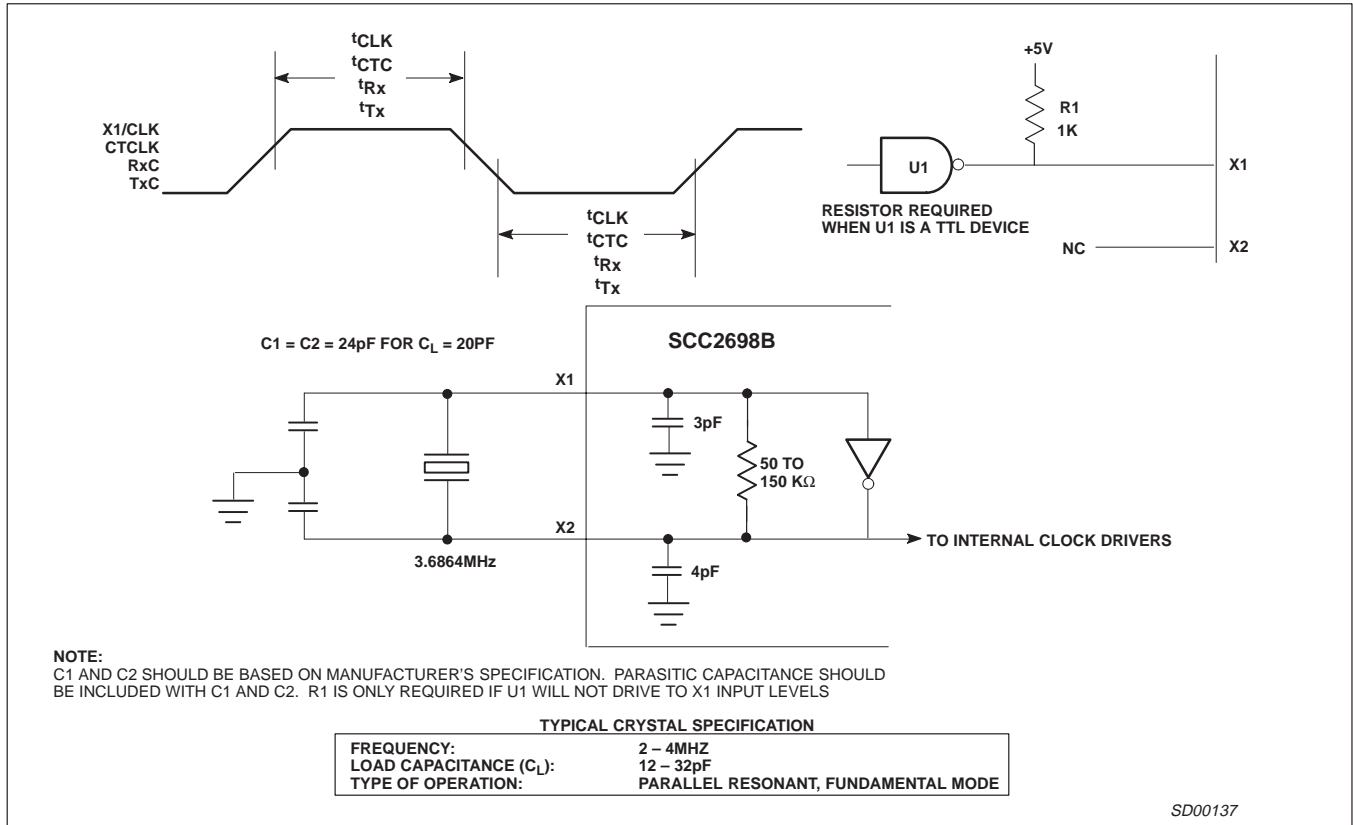 tCLK
tCTC
tRx
tTx
X1/CLK
CTCLK
RxC
TxC
tCLK
tCTC
tRx
tTx
+5V
R1
1K
U1
X1
RESISTOR REQUIRED
WHEN U1 IS A TTL DEVICE
NC
X2
C1 = C2 = 24pF FOR CL = 20PF
SCC2698B
X1
3pF
50 TO
150 KΩ
X2
TO INTERNAL CLOCK DRIVERS
3.6864MHz
4pF
NOTE:
C1 AND C2 SHOULD BE BASED ON MANUFACTURER'S SPECIFICATION. PARASITIC CAPACITANCE SHOULD
BE INCLUDED WITH C1 AND C2. R1 IS ONLY REQUIRED IF U1 WILL NOT DRIVE TO X1 INPUT LEVELS
TYPICAL CRYSTAL SPECIFICATION
FREQUENCY: 2 – 4MHZ
LOAD CAPACITANCE (CL): 12 – 32pF
TYPE OF OPERATION: PARALLEL RESONANT, FUNDAMENTAL MODE
SD00137